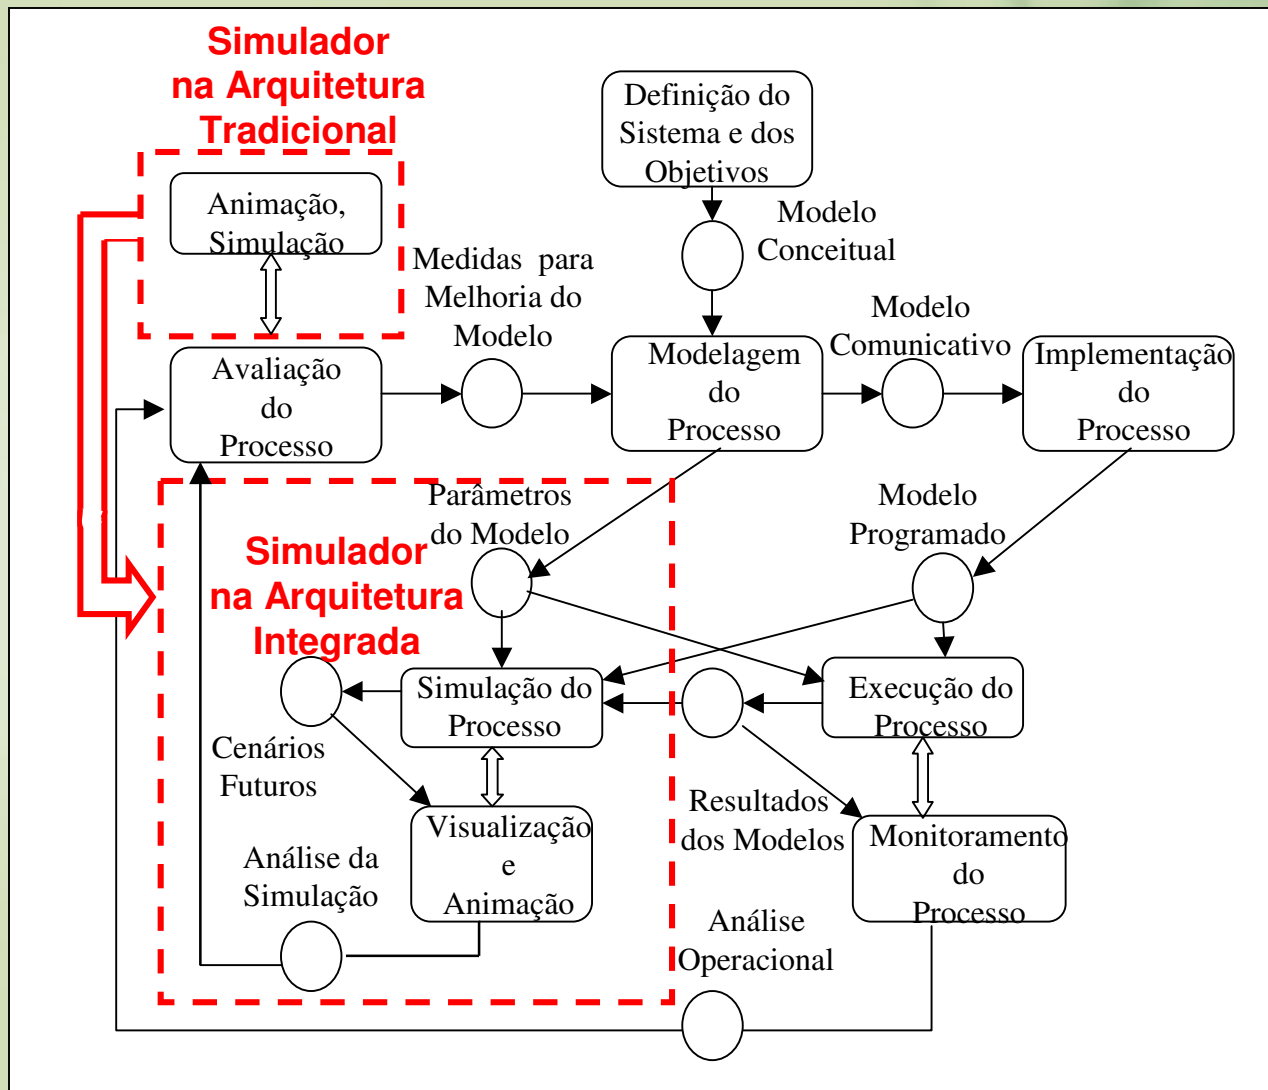 Simulador
na Arquitetura
Tradicional
Animação,
Simulação
Definição do
Sistema e dos
Objetivos
Modelo
Conceitual
Medidas para
Melhoria do
Modelo
Modelo
Comunicativo
Avaliação
do
Processo
Modelagem
do
Processo
Implementação
do
Processo
Parâmetros
do Modelo
Modelo
Programado
Simulador
na Arquitetura
Integrada
Simulação do
Processo
Execução do
Processo
Cenários
Futuros
Resultados
dos Modelos
Visualização
e
Animação
Monitoramento
do
Processo
Análise da
Simulação
Análise
Operacional